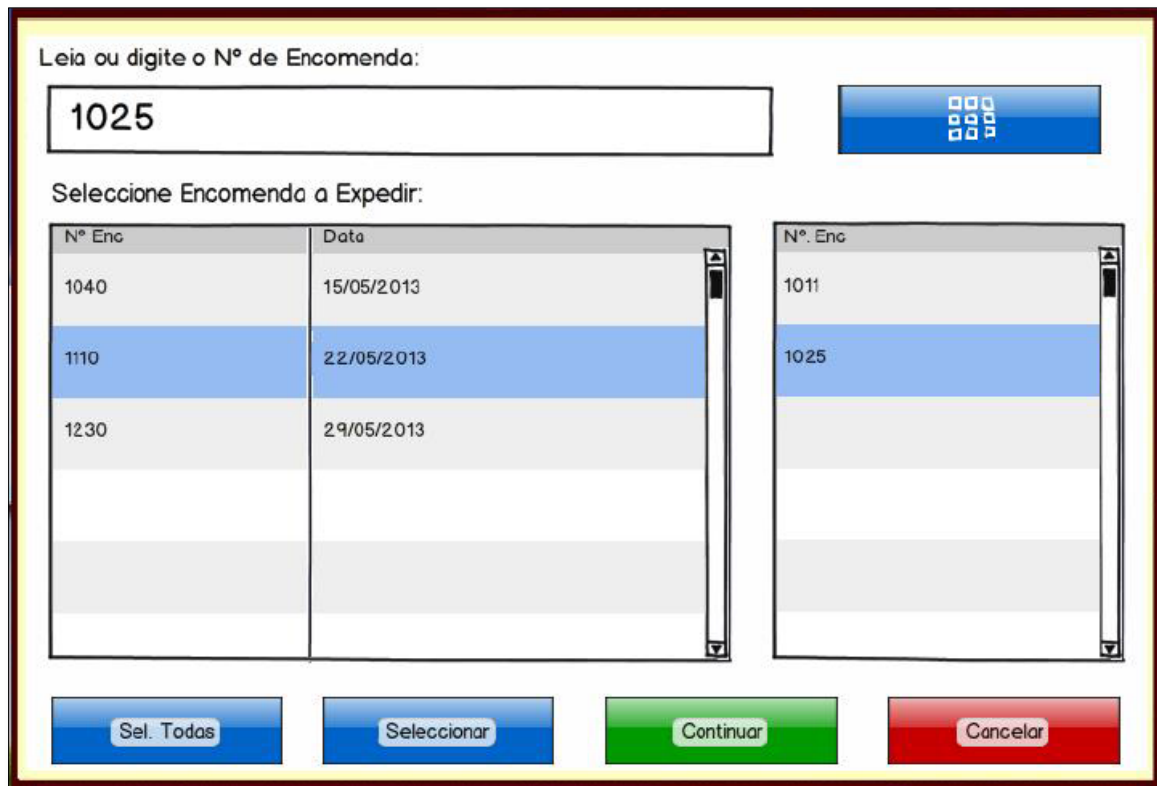 Leia ou digite o Nº de Encomenda:
1025
Seleccione Encomenda a Expedir:
Nº Enc Data
1040 15/05/2013
1110 22/05/2013
1230 29/05/2013
Nº. Enc
1011
1025
Sel. Todas
Seleccionar
Continuar
Cancelar